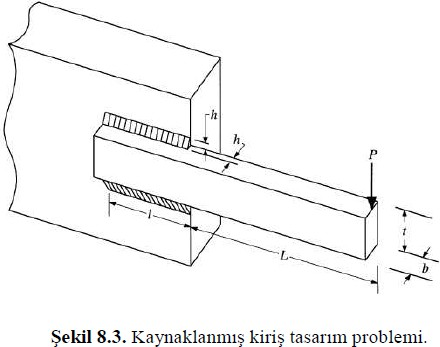 h
h
P
t
l
L
b
Şekil 8.3. Kaynaklanmış kiriş tasarım problemi.